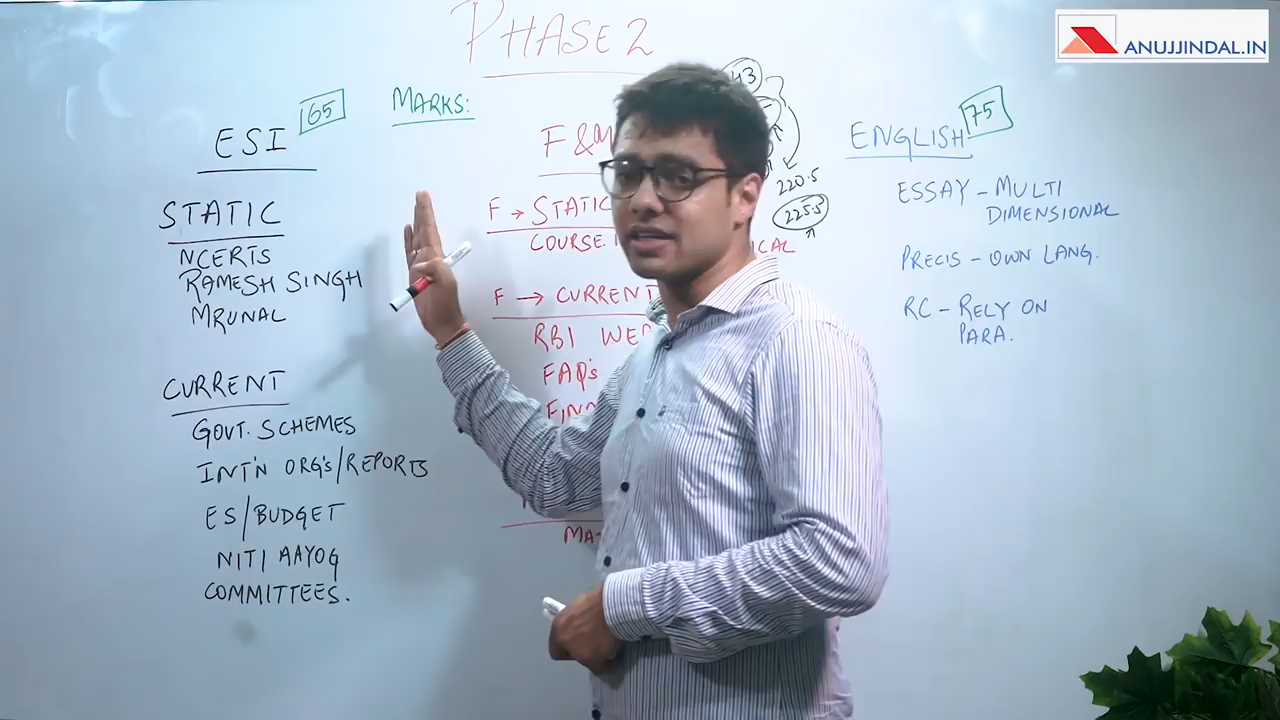 PHASE 2
ANUJJINDAL.IN
MARKS:
ESI 65
STATIC
NCERTS
RAMESH SINGH
MRUNAL
CURRENT
GOVT. SCHEMES
INT'N ORG'S/REPORTS
ES/BUDGET
NITI AAYOG
COMMITTEES.
F &
F → STATIC
COURSE.
F → CURRENT
RBI
FAQ's
43
220.5
225.5
ENGLISH 75
ESSAY - MULTI
DIMENSIONAL
PRECIS - OWN LANG.
RC - RELY ON
PARA.